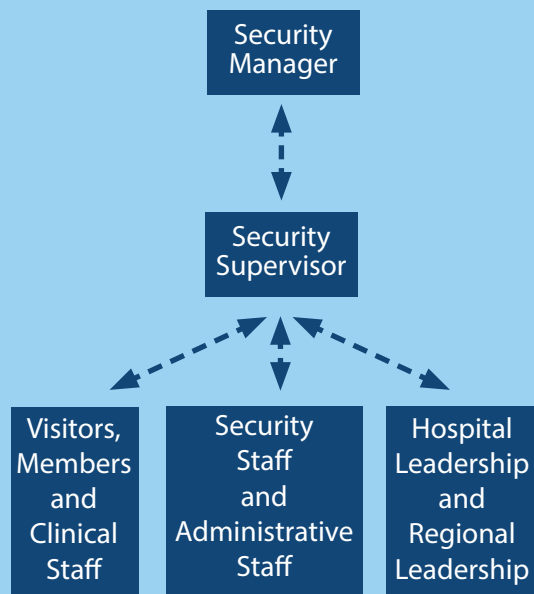 Security
Manager
Security
Supervisor
Visitors,
Members
and
Clinical
Staff
Security
Staff
and
Administrative
Staff
Hospital
Leadership
and
Regional
Leadership